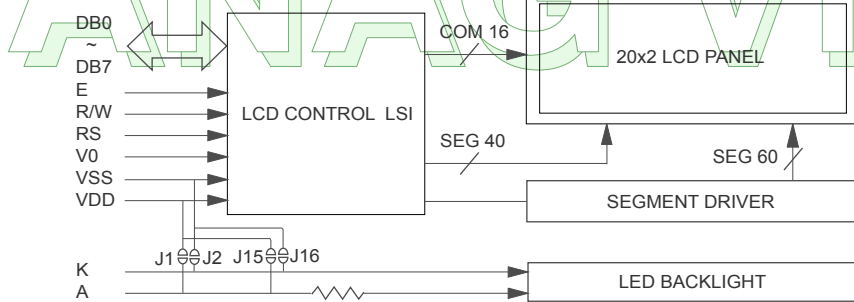 DB0
~
DB7
E
R/W
RS
V0
VSS
VDD
LCD CONTROL LSI
COM 16
20x2 LCD PANEL
SEG 40
SEG 60
SEGMENT DRIVER
J1 J2 J15 J16
K
A
LED BACKLIGHT